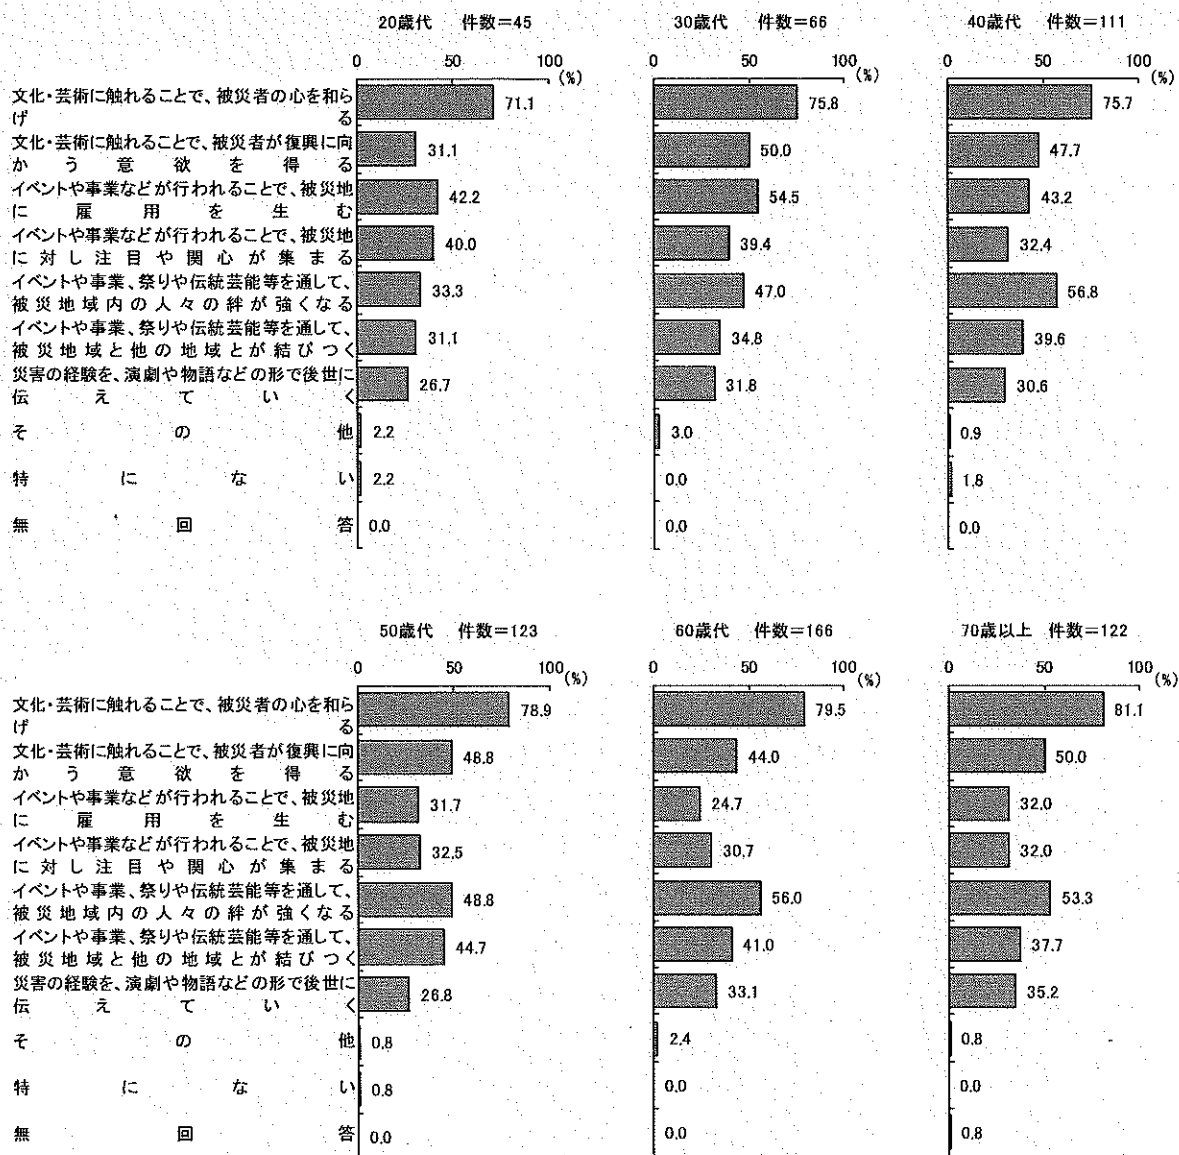 20歳代　件数＝45　30歳代　件数＝66　40歳代　件数＝111
0 50 100 (%) 0 50 100 (%) 0 50 100 (%)
文化・芸術に触れることで、被災者の心を和ら
げる 71.1 75.8 75.7
文化・芸術に触れることで、被災者が復興に向
かう意欲を得る 31.1 50.0 47.7
イベントや事業などが行われることで、被災地
に雇用を生む 42.2 54.5 43.2
イベントや事業などが行われることで、被災地
に対し注目や関心が集まる 40.0 39.4 32.4
イベントや事業、祭りや伝統芸能等を通して、
被災地域内の人々の絆が強くなる 33.3 47.0 56.8
イベントや事業、祭りや伝統芸能等を通して、
被災地域と他の地域とが結びつく 31.1 34.8 39.6
災害の経験を、演劇や物語などの形で後世に
伝えていく 26.7 31.8 30.6
その他 2.2 3.0 0.9
特にない 2.2 0.0 1.8
無回答 0.0 0.0 0.0
50歳代　件数＝123　60歳代　件数＝166　70歳以上　件数＝122
0 50 100 (%) 0 50 100 (%) 0 50 100 (%)
文化・芸術に触れることで、被災者の心を和ら
げる 78.9 79.5 81.1
文化・芸術に触れることで、被災者が復興に向
かう意欲を得る 48.8 44.0 50.0
イベントや事業などが行われることで、被災地
に雇用を生む 31.7 24.7 32.0
イベントや事業などが行われることで、被災地
に対し注目や関心が集まる 32.5 30.7 32.0
イベントや事業、祭りや伝統芸能等を通して、
被災地域内の人々の絆が強くなる 48.8 56.0 53.3
イベントや事業、祭りや伝統芸能等を通して、
被災地域と他の地域とが結びつく 44.7 41.0 37.7
災害の経験を、演劇や物語などの形で後世に
伝えていく 26.8 33.1 35.2
その他 0.8 2.4 0.8
特にない 0.8 0.0 0.0
無回答 0.0 0.0 0.8